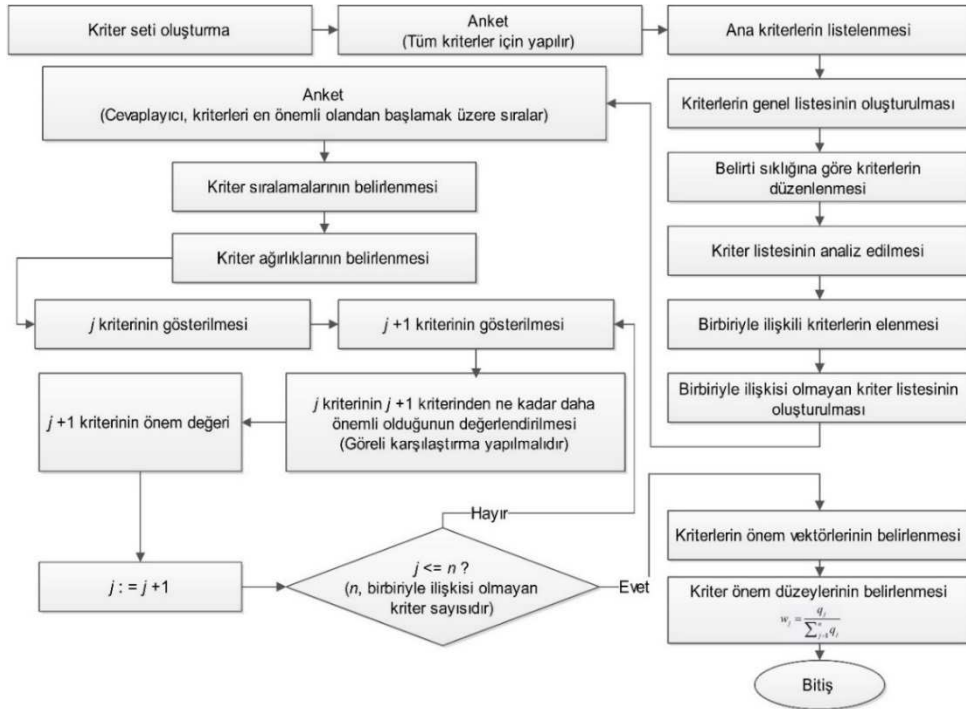 Kriter seti oluşturma
Anket
(Tüm kriterler için yapılır)
Ana kriterlerin listelenmesi
Kriterlerin genel listesinin oluşturulması
Belirti sıklığına göre kriterlerin
düzenlenmesi
Kriter listesinin analiz edilmesi
Birbiriyle ilişkili kriterlerin elenmesi
Birbiriyle ilişkisi olmayan kriter listesinin
oluşturulması
Anket
(Cevaplayıcı, kriterleri en önemli olandan başlamak üzere sıralar)
Kriter sıralamalarının belirlenmesi
Kriter ağırlıklarının belirlenmesi
j kriterinin gösterilmesi
j +1 kriterinin gösterilmesi
j kriterinin j +1 kriterinden ne kadar daha
önemli olduğunun değerlendirilmesi
(Göreli karşılaştırma yapılmalıdır)
j +1 kriterinin önem değeri
j : = j +1
j <= n ?
(n, birbiriyle ilişkisi olmayan
kriter sayısıdır)
Hayır
Evet
Kriterlerin önem vektörlerinin belirlenmesi
Kriter önem düzeylerinin belirlenmesi
Bitiş